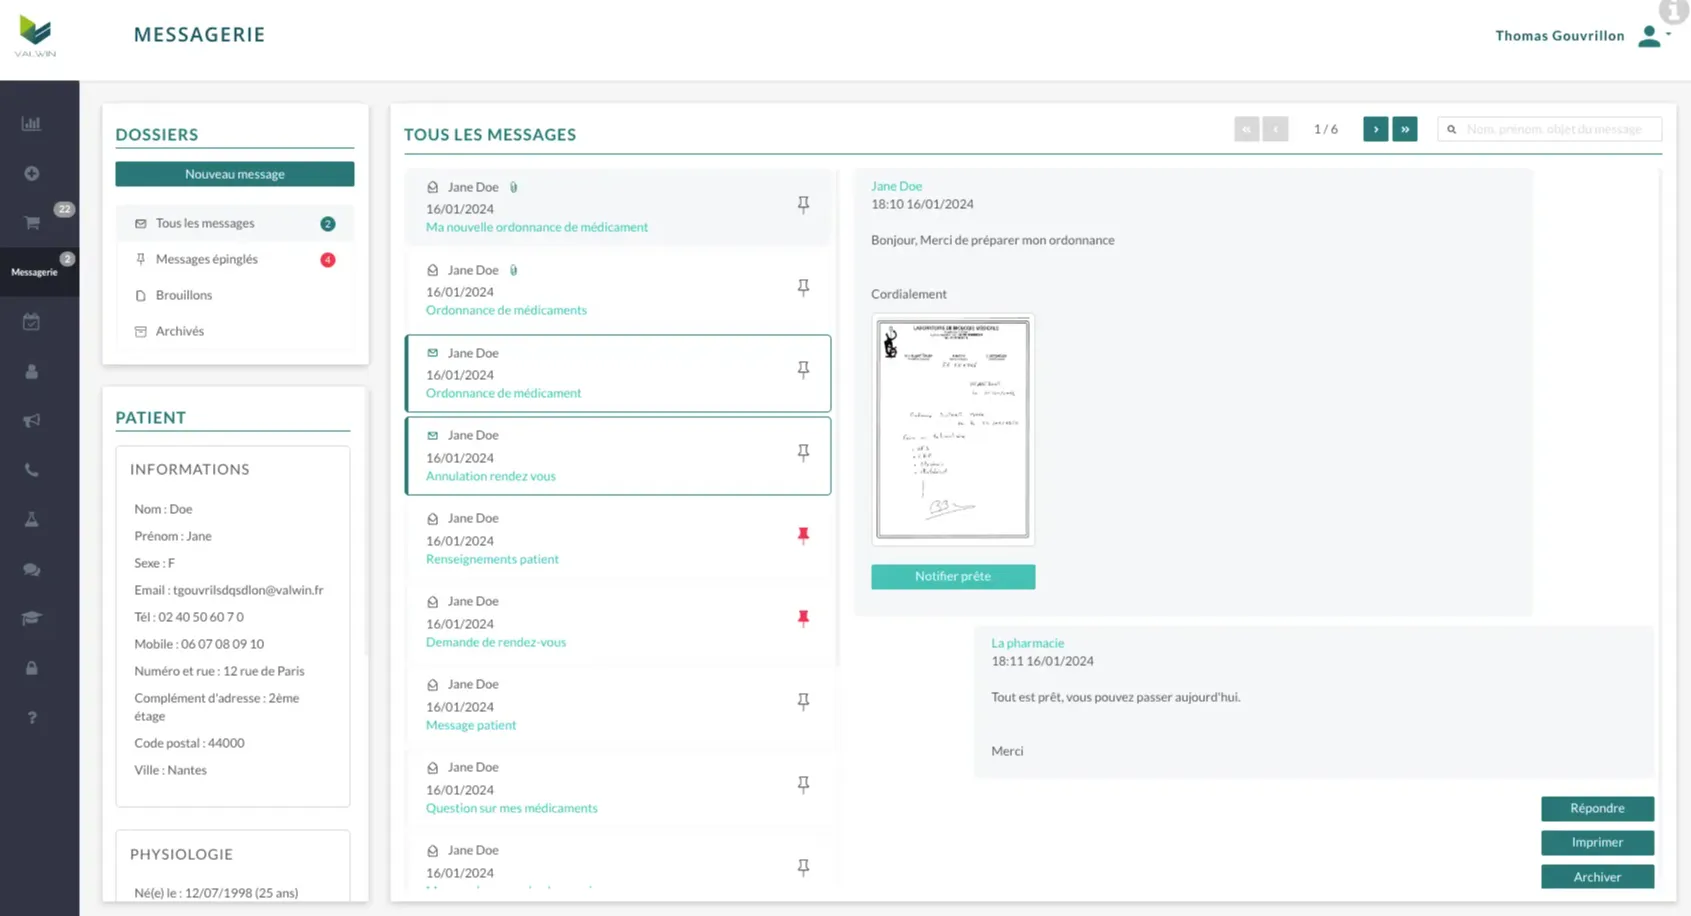 VALWIN
MESSAGERIE
Thomas Gouvrillon
22
Messagerie
2
DOSSIERS
Nouveau message
Tous les messages
2
Messages épinglés
4
Brouillons
Archivés
PATIENT
INFORMATIONS
Nom : Doe
Prénom : Jane
Sexe : F
Email : tgouvrilsdqsdlon@valwin.fr
Tél : 02 40 50 60 7 0
Mobile : 06 07 08 09 10
Numéro et rue : 12 rue de Paris
Complément d'adresse : 2ème
étage
Code postal : 44000
Ville : Nantes
PHYSIOLOGIE
Né(e) le : 12/07/1998 (25 ans)
TOUS LES MESSAGES
«
‹
1 / 6
›
»
Nom, prénom, objet du message
Jane Doe
16/01/2024
Ma nouvelle ordonnance de médicament
Jane Doe
16/01/2024
Ordonnance de médicaments
Jane Doe
16/01/2024
Ordonnance de médicament
Jane Doe
16/01/2024
Annulation rendez vous
Jane Doe
16/01/2024
Renseignements patient
Jane Doe
16/01/2024
Demande de rendez-vous
Jane Doe
16/01/2024
Message patient
Jane Doe
16/01/2024
Question sur mes médicaments
Jane Doe
16/01/2024
Jane Doe
18:10 16/01/2024
Bonjour, Merci de préparer mon ordonnance
Cordialement
LABORATOIRE DE BIOLOGIE MÉDICALE
Notifier prête
La pharmacie
18:11 16/01/2024
Tout est prêt, vous pouvez passer aujourd'hui.
Merci
Répondre
Imprimer
Archiver